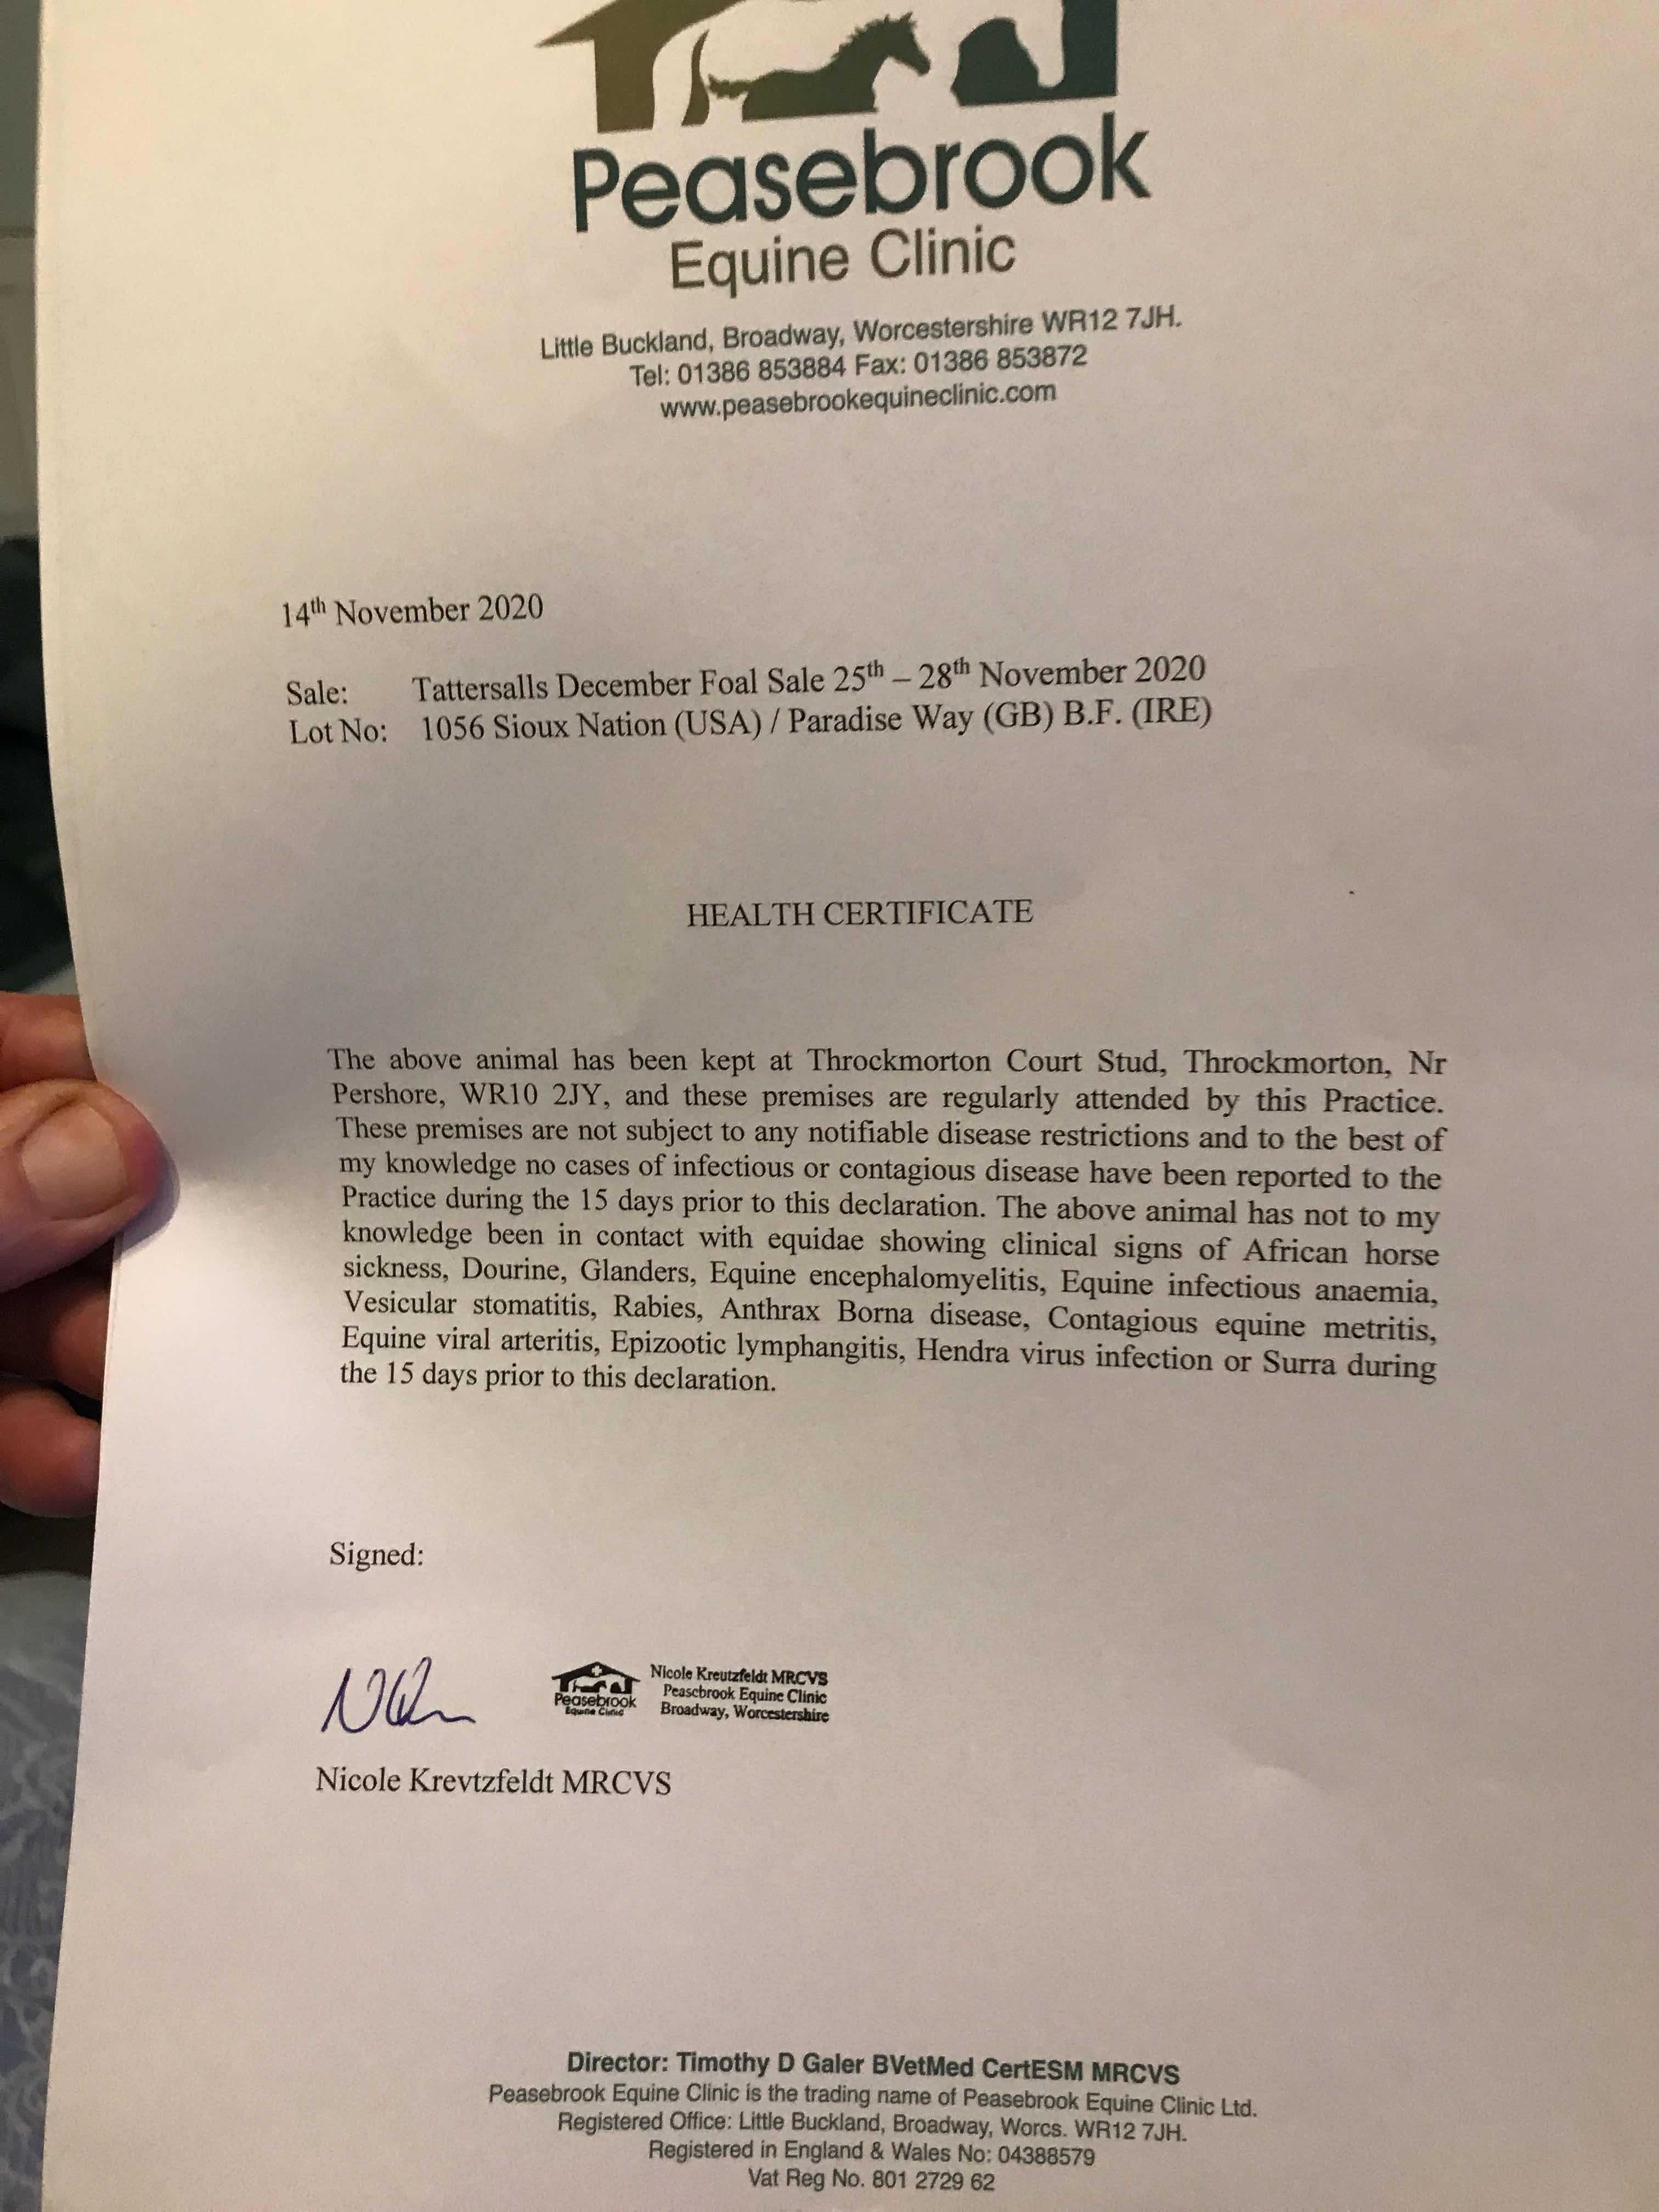 Peasebrook
Equine Clinic
Little Buckland, Broadway, Worcestershire WR12 7JH.
Tel: 01386 853884 Fax: 01386 853872
www.peasebrookequineclinic.com
14th November 2020
Sale: Tattersalls December Foal Sale 25th – 28th November 2020
Lot No: 1056 Sioux Nation (USA) / Paradise Way (GB) B.F. (IRE)
HEALTH CERTIFICATE
The above animal has been kept at Throckmorton Court Stud, Throckmorton, Nr
Pershore, WR10 2JY, and these premises are regularly attended by this Practice.
These premises are not subject to any notifiable disease restrictions and to the best of
my knowledge no cases of infectious or contagious disease have been reported to the
Practice during the 15 days prior to this declaration. The above animal has not to my
knowledge been in contact with equidae showing clinical signs of African horse
sickness, Dourine, Glanders, Equine encephalomyelitis, Equine infectious anaemia,
Vesicular stomatitis, Rabies, Anthrax Borna disease, Contagious equine metritis,
Equine viral arteritis, Epizootic lymphangitis, Hendra virus infection or Surra during
the 15 days prior to this declaration.
Signed:
Peasebrook
Equine Clinic
Nicole Kreutzfeldt MRCVS
Peasebrook Equine Clinic
Broadway, Worcestershire
Nicole Krevtzfeldt MRCVS
Director: Timothy D Galer BVetMed CertESM MRCVS
Peasebrook Equine Clinic is the trading name of Peasebrook Equine Clinic Ltd.
Registered Office: Little Buckland, Broadway, Worcs. WR12 7JH.
Registered in England & Wales No: 04388579
Vat Reg No. 801 2729 62